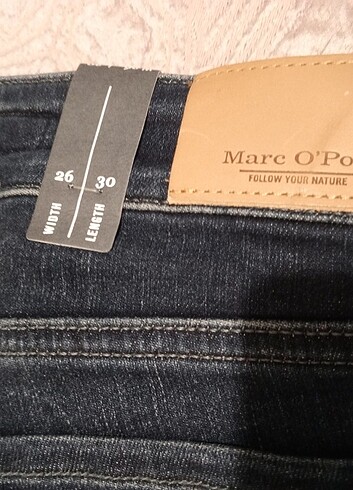 26 30
WIDTH LENGTH
Marc O'Po
FOLLOW YOUR NATURE